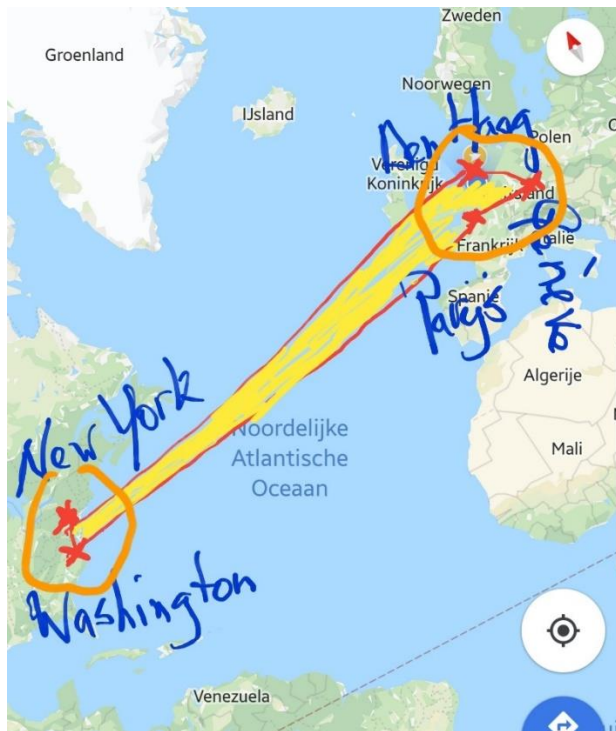 Zweden
Groenland
Noorwegen
IJsland
Den Haag
Polen
Verenigd
Koninkrijk
Frankrijk
Parijs
Spanje
Algerije
New York
Mali
Noordelijke
Atlantische
Oceaan
Washington
Venezuela